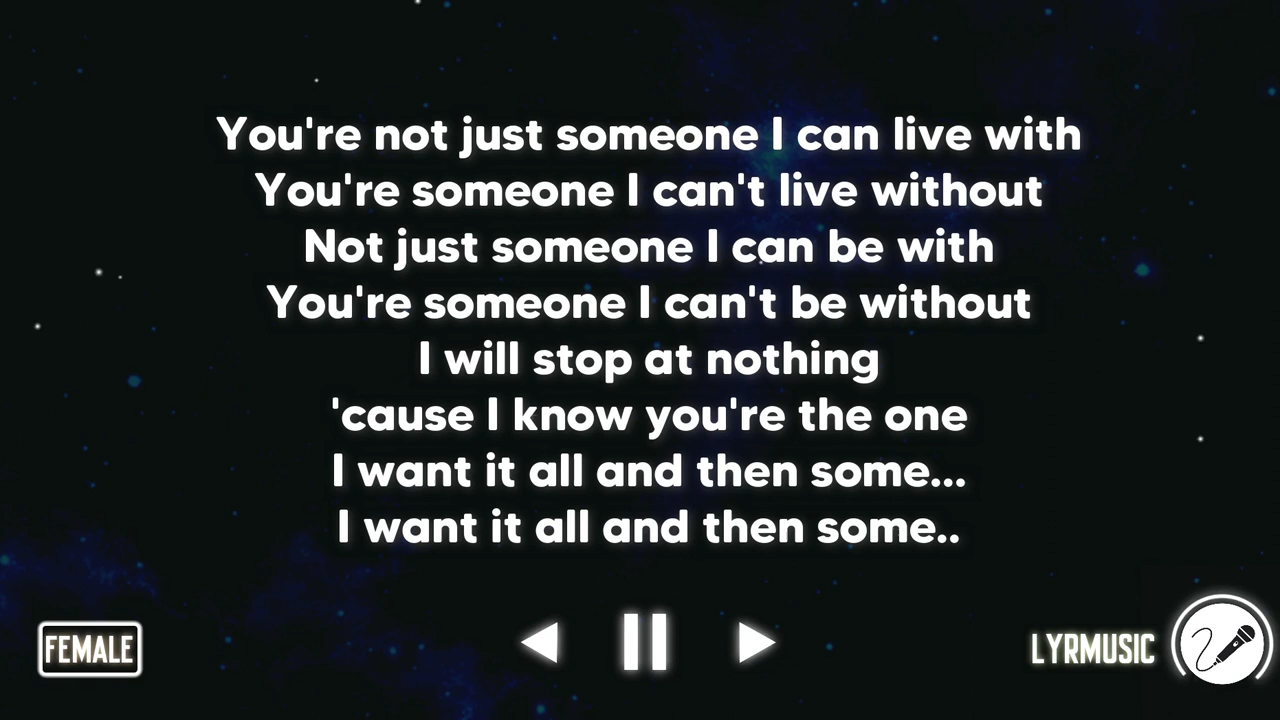 You're not just someone I can live with
You're someone I can't live without
Not just someone I can be with
You're someone I can't be without
I will stop at nothing
'cause I know you're the one
I want it all and then some...
I want it all and then some..
FEMALE
LYRMUSIC